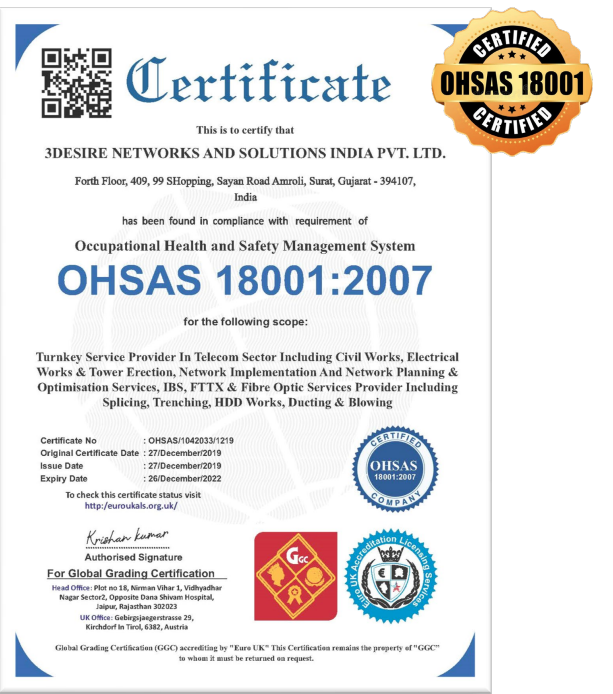 Certificate
CERTIFIED
OHSAS 18001
CERTIFIED
This is to certify that
3DESIRE NETWORKS AND SOLUTIONS INDIA PVT. LTD.
Forth Floor, 409, 99 SHopping, Sayan Road Amroli, Surat, Gujarat - 394107,
India
has been found in compliance with requirement of
Occupational Health and Safety Management System
OHSAS 18001:2007
for the following scope:
Turnkey Service Provider In Telecom Sector Including Civil Works, Electrical
Works & Tower Erection, Network Implementation And Network Planning &
Optimisation Services, IBS, FTTX & Fibre Optic Services Provider Including
Splicing, Trenching, HDD Works, Ducting & Blowing
Certificate No : OHSAS/1042033/1219
Original Certificate Date : 27/December/2019
Issue Date : 27/December/2019
Expiry Date : 26/December/2022
To check this certificate status visit
http:/euroukals.org.uk/
CERTIFIED
OHSAS
18001:2007
COMPANY
Krishan kumar
Authorised Signature
For Global Grading Certification
Head Office: Plot no 18, Nirman Vihar 1, Vidhyadhar
Nagar Sector2, Opposite Dana Shivam Hospital,
Jaipur, Rajasthan 302023
UK Office: Gebirgsjaegerstrasse 29,
Kirchdorf In Tirol, 6382, Austria
GGC
Euro UK Accreditation Licensing Services
Global Grading Certification (GGC) accrediting by "Euro UK" This Certification remains the property of "GGC"
to whom it must be returned on request.